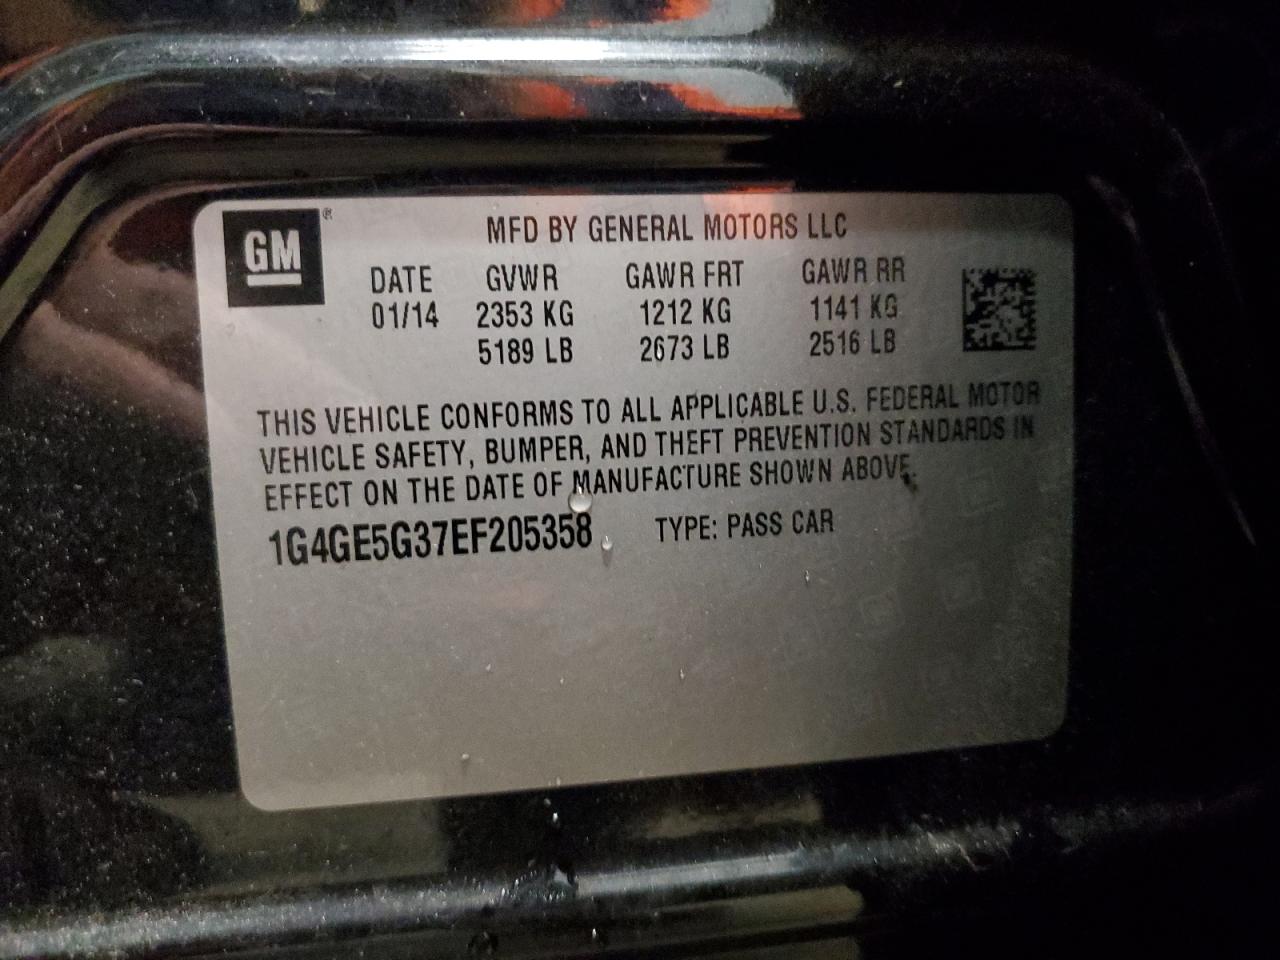 GM®
MFD BY GENERAL MOTORS LLC
DATE GVWR GAWR FRT GAWR RR
01/14 2353 KG 1212 KG 1141 KG
5189 LB 2673 LB 2516 LB
THIS VEHICLE CONFORMS TO ALL APPLICABLE U.S. FEDERAL MOTOR
VEHICLE SAFETY, BUMPER, AND THEFT PREVENTION STANDARDS IN
EFFECT ON THE DATE OF MANUFACTURE SHOWN ABOVE.
1G4GE5G37EF205358 TYPE: PASS CAR